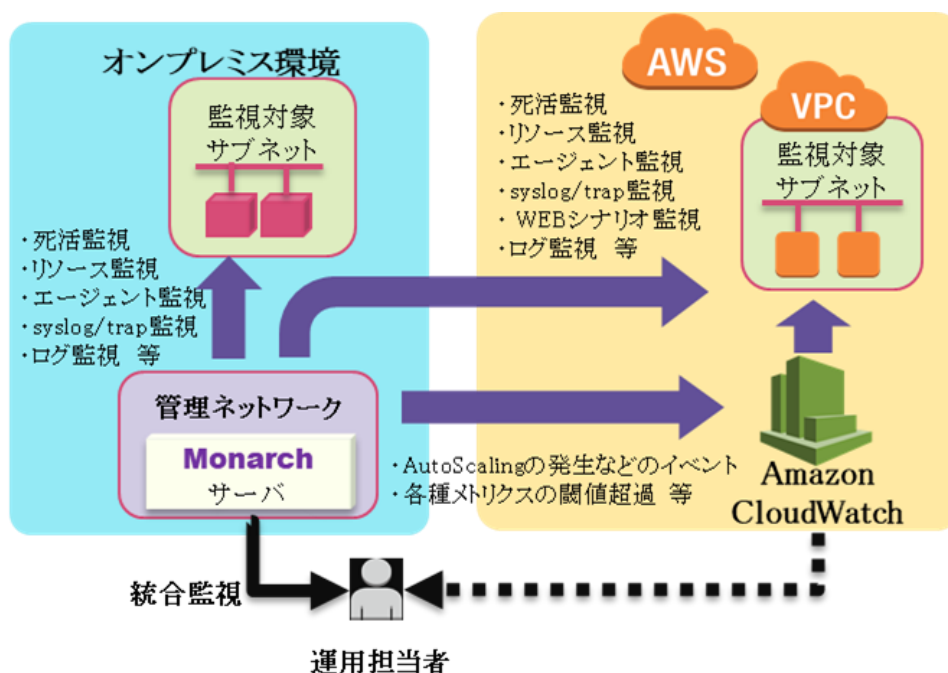 オンプレミス環境
監視対象
サブネット
・死活監視
・リソース監視
・エージェント監視
・syslog/trap監視
・ログ監視 等
管理ネットワーク
Monarch
サーバ
AWS
VPC
・死活監視
・リソース監視
・エージェント監視
・syslog/trap監視
・WEBシナリオ監視
・ログ監視 等
監視対象
サブネット
・AutoScalingの発生などのイベント
・各種メトリクスの閾値超過 等
Amazon
CloudWatch
統合監視
運用担当者